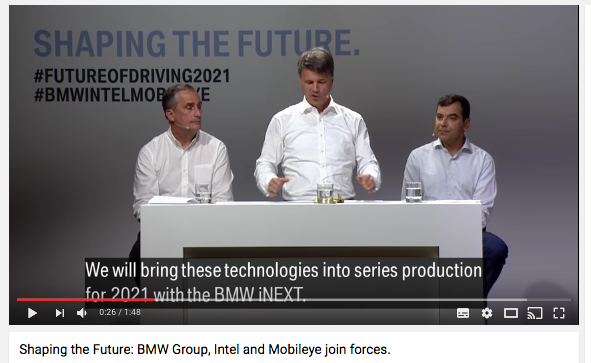 SHAPING THE FUTURE.
#FUTUREOFDRIVING2021
#BMWINTELMOBILEYE
We will bring these technologies into series production
for 2021 with the BMW iNEXT.
0:26 / 1:48
Shaping the Future: BMW Group, Intel and Mobileye join forces.